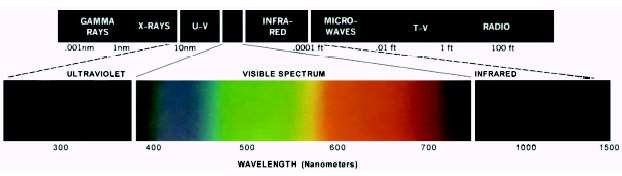 GAMMA RAYS X-RAYS U-V INFRA-RED MICRO-WAVES T-V RADIO
.001nm 1nm 10nm .0001 ft .01 ft 1 ft 100 ft
ULTRAVIOLET VISIBLE SPECTRUM INFRARED
300 400 500 600 700 1000 1500
WAVELENGTH (Nanometers)